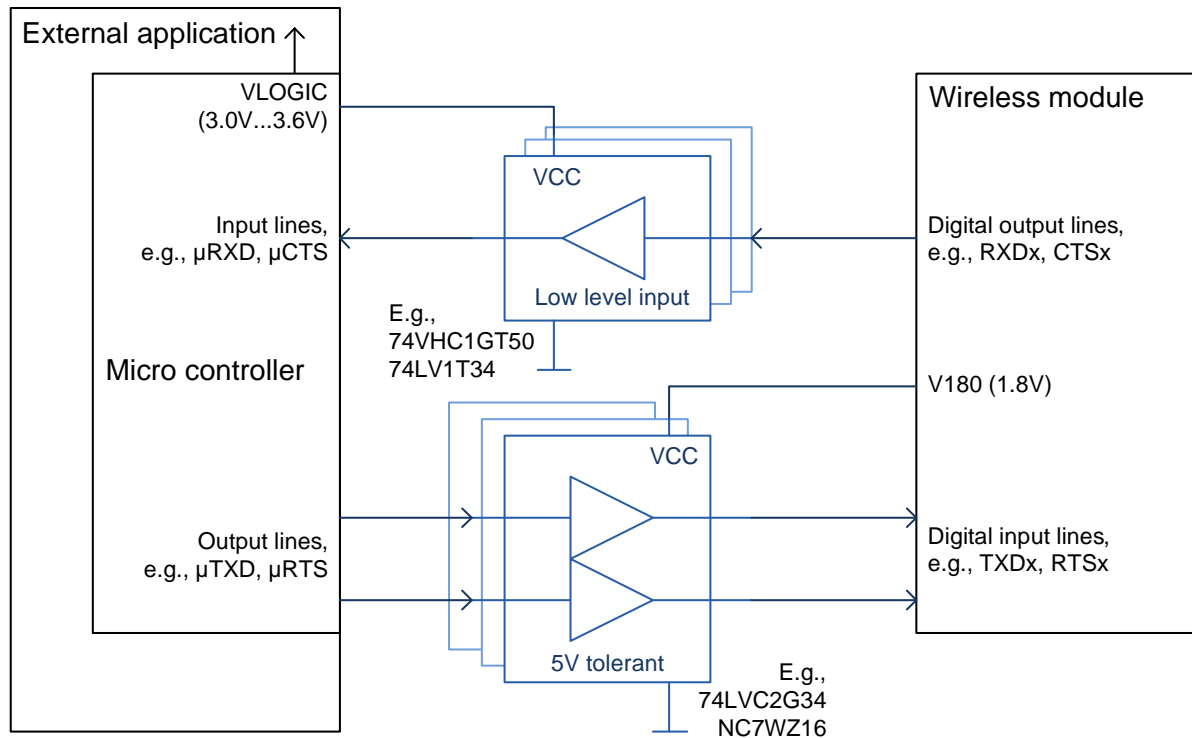 External application
VLOGIC
(3.0V...3.6V)
Wireless module
VCC
Input lines,
e.g., µRXD, µCTS
Digital output lines,
e.g., RXDx, CTSx
Low level input
E.g.,
74VHC1GT50
74LV1T34
Micro controller
V180 (1.8V)
VCC
Output lines,
e.g., µTXD, µRTS
Digital input lines,
e.g., TXDx, RTSx
5V tolerant
E.g.,
74LVC2G34
NC7WZ16